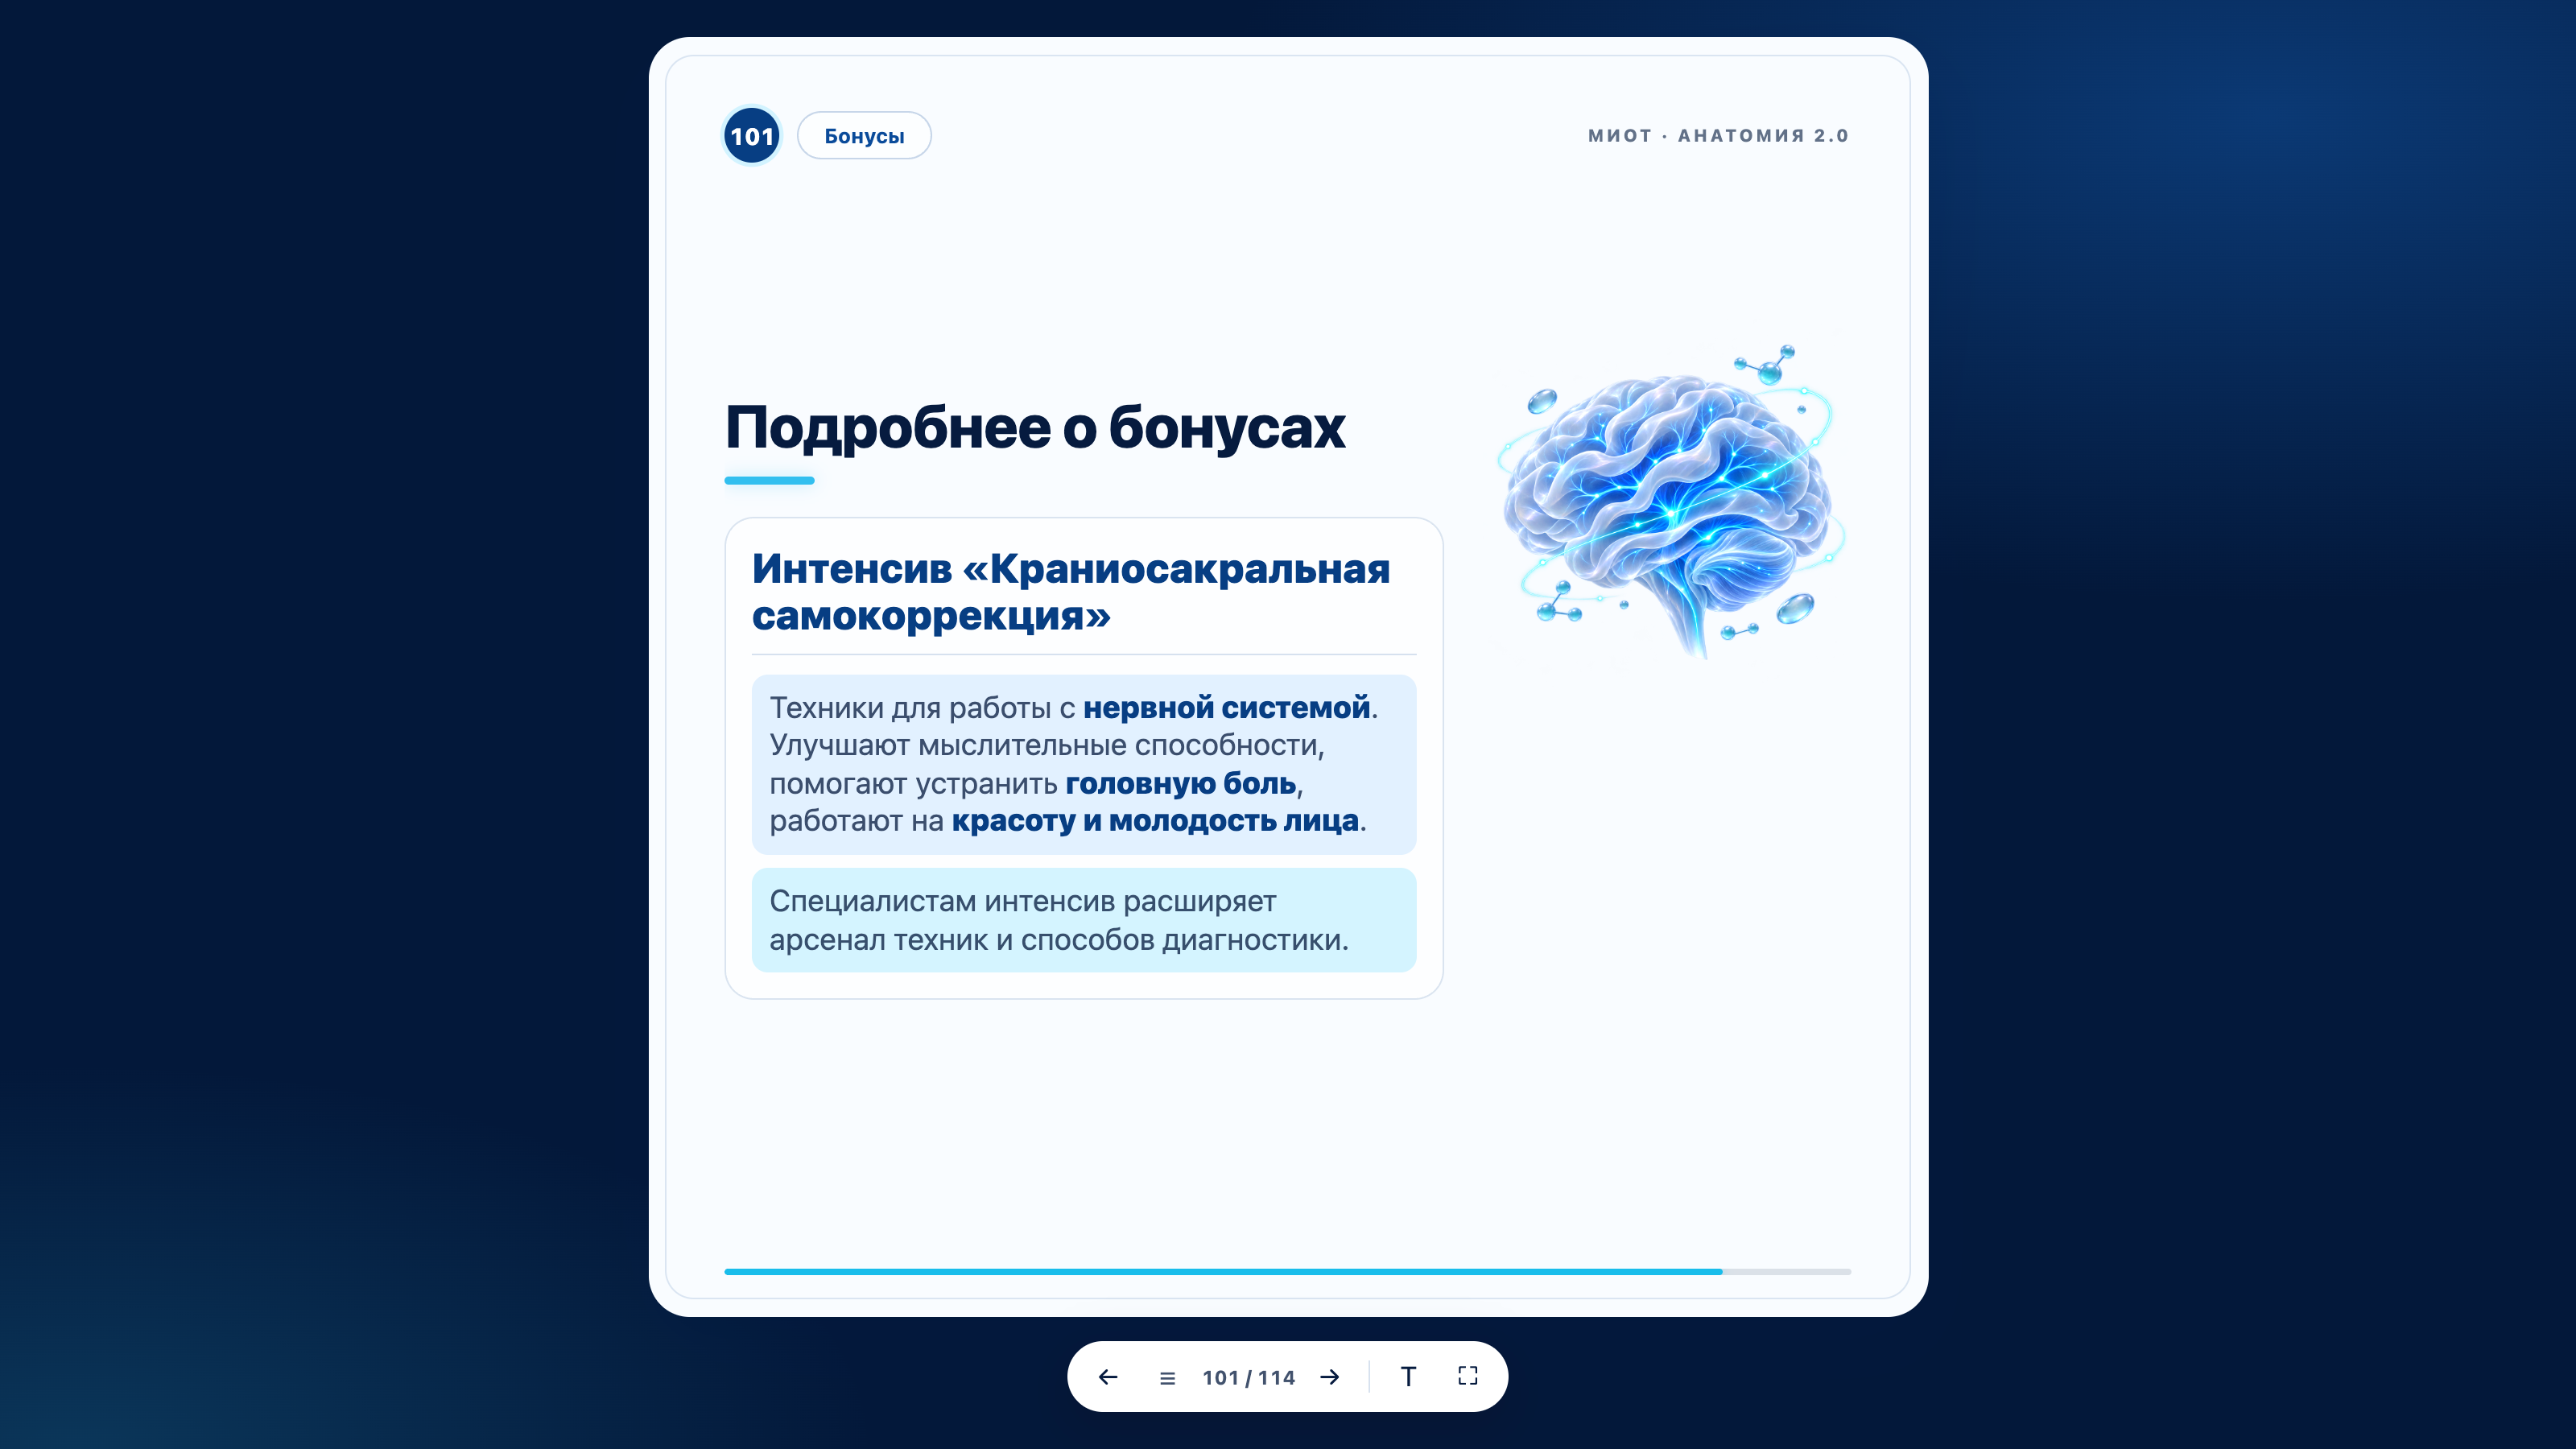 101
Бонусы
МИОТ · АНАТОМИЯ 2.0
Подробнее о бонусах
Интенсив «Краниосакральная
самокоррекция»
Техники для работы с нервной системой.
Улучшают мыслительные способности,
помогают устранить головную боль,
работают на красоту и молодость лица.
Специалистам интенсив расширяет
арсенал техник и способов диагностики.
101 / 114
T